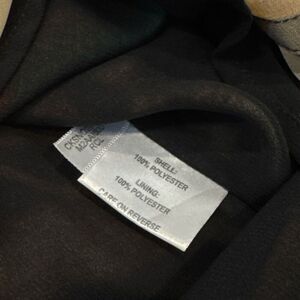 SHELL:
100% POLYESTER
LINING:
100% POLYESTER
CARE ON REVERSE